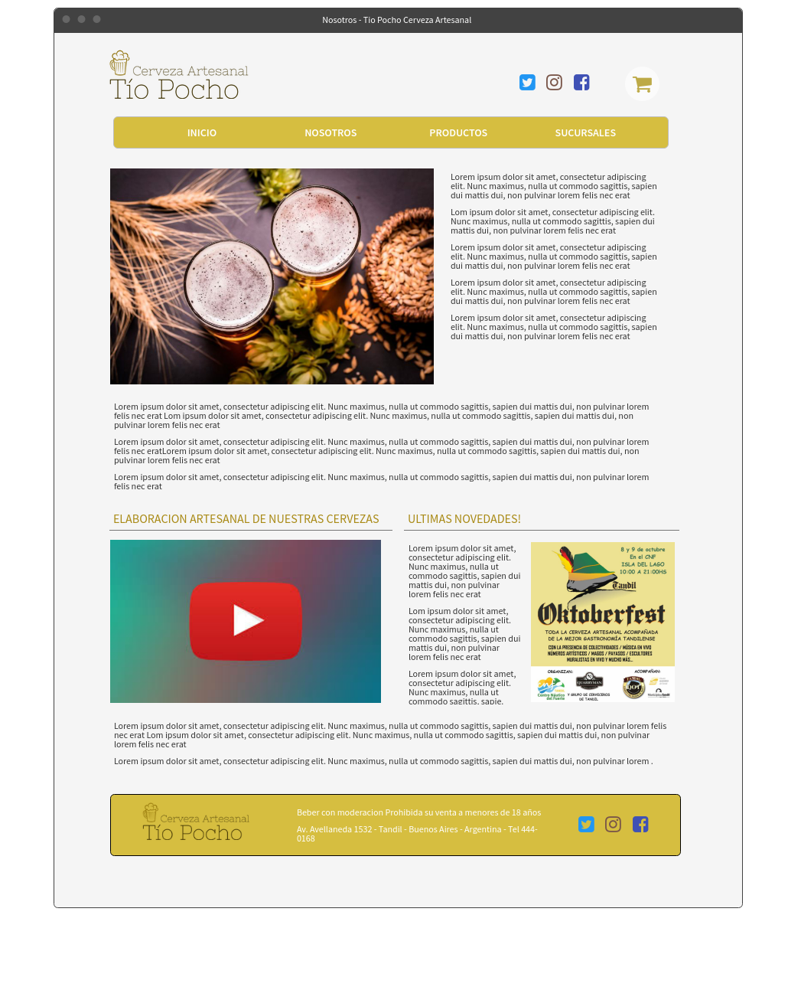 Nosotros - Tio Pocho Cerveza Artesanal
Cerveza Artesanal
Tío Pocho
INICIO
NOSOTROS
PRODUCTOS
SUCURSALES
Lorem ipsum dolor sit amet, consectetur adipiscing
elit. Nunc maximus, nulla ut commodo sagittis, sapien
dui mattis dui, non pulvinar lorem felis nec erat
Lom ipsum dolor sit amet, consectetur adipiscing elit.
Nunc maximus, nulla ut commodo sagittis, sapien dui
mattis dui, non pulvinar lorem felis nec erat
Lorem ipsum dolor sit amet, consectetur adipiscing
elit. Nunc maximus, nulla ut commodo sagittis, sapien
dui mattis dui, non pulvinar lorem felis nec erat
Lorem ipsum dolor sit amet, consectetur adipiscing
elit. Nunc maximus, nulla ut commodo sagittis, sapien
dui mattis dui, non pulvinar lorem felis nec erat
Lorem ipsum dolor sit amet, consectetur adipiscing
elit. Nunc maximus, nulla ut commodo sagittis, sapien
dui mattis dui, non pulvinar lorem felis nec erat
Lorem ipsum dolor sit amet, consectetur adipiscing elit. Nunc maximus, nulla ut commodo sagittis, sapien dui mattis dui, non pulvinar lorem
felis nec erat Lom ipsum dolor sit amet, consectetur adipiscing elit. Nunc maximus, nulla ut commodo sagittis, sapien dui mattis dui, non
pulvinar lorem felis nec erat
Lorem ipsum dolor sit amet, consectetur adipiscing elit. Nunc maximus, nulla ut commodo sagittis, sapien dui mattis dui, non pulvinar lorem
felis nec eratLorem ipsum dolor sit amet, consectetur adipiscing elit. Nunc maximus, nulla ut commodo sagittis, sapien dui mattis dui, non
pulvinar lorem felis nec erat
Lorem ipsum dolor sit amet, consectetur adipiscing elit. Nunc maximus, nulla ut commodo sagittis, sapien dui mattis dui, non pulvinar lorem
felis nec erat
ELABORACION ARTESANAL DE NUESTRAS CERVEZAS
ULTIMAS NOVEDADES!
Lorem ipsum dolor sit amet,
consectetur adipiscing elit.
Nunc maximus, nulla ut
commodo sagittis, sapien dui
mattis dui, non pulvinar
lorem felis nec erat
Lom ipsum dolor sit amet,
consectetur adipiscing elit.
Nunc maximus, nulla ut
commodo sagittis, sapien dui
mattis dui, non pulvinar
lorem felis nec erat
Lorem ipsum dolor sit amet,
consectetur adipiscing elit.
Nunc maximus, nulla ut
commodo sagittis, sapie.
8 y 9 de octubre
En el CNF
ISLA DEL LAGO
10:00 A 21:00HS
Tandil
Oktoberfest
TODA LA CERVEZA ARTESANAL ACOMPAÑADA
DE LA MEJOR GASTRONOMÍA TANDILENSE
CON LA PRESENCIA DE COLECTIVIDADES / MÚSICA EN VIVO
NÚMEROS ARTÍSTICOS / MAGOS / PAYASOS / ESCULTORES
MURALISTAS EN VIVO Y MUCHO MÁS...
ORGANIZAN:
ACOMPAÑAN:
QUARRYMAN
Centro Náutico
del Fuerte
Y GRUPO DE CERVECEROS
DE TANDIL
Lorem ipsum dolor sit amet, consectetur adipiscing elit. Nunc maximus, nulla ut commodo sagittis, sapien dui mattis dui, non pulvinar lorem felis
nec erat Lom ipsum dolor sit amet, consectetur adipiscing elit. Nunc maximus, nulla ut commodo sagittis, sapien dui mattis dui, non pulvinar
lorem felis nec erat
Lorem ipsum dolor sit amet, consectetur adipiscing elit. Nunc maximus, nulla ut commodo sagittis, sapien dui mattis dui, non pulvinar lorem .
Cerveza Artesanal
Tío Pocho
Beber con moderacion Prohibida su venta a menores de 18 años
Av. Avellaneda 1532 - Tandil - Buenos Aires - Argentina - Tel 444-
0168